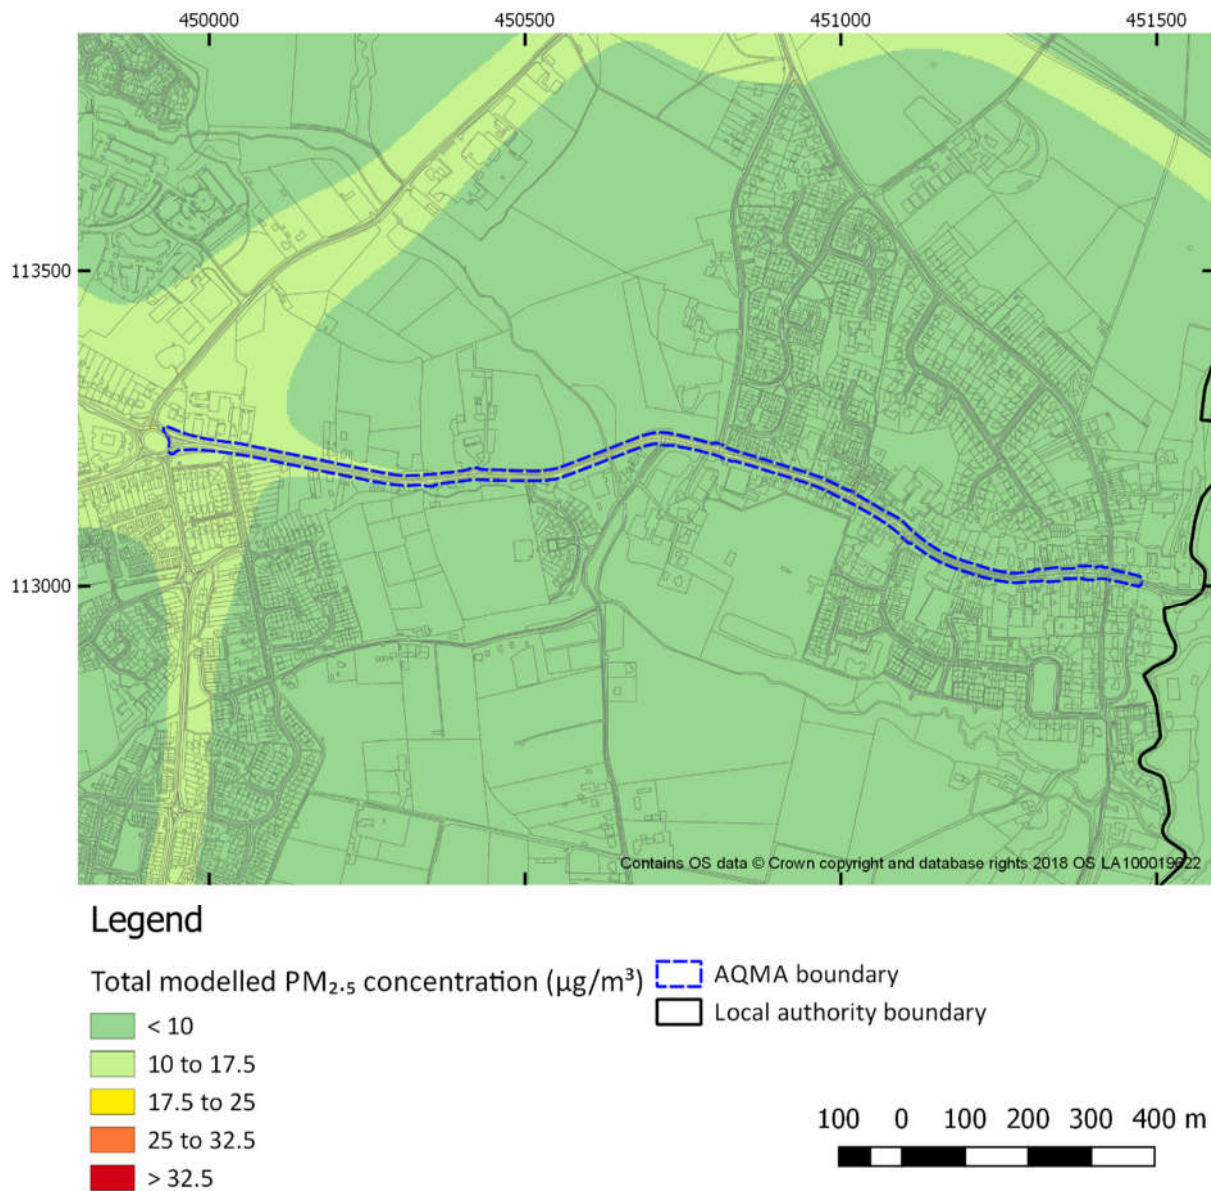 450000 450500 451000 451500
113500
113000
Contains OS data © Crown copyright and database rights 2018 OS LA100019622
Legend
Total modelled PM₂.₅ concentration (µg/m³)
< 10
10 to 17.5
17.5 to 25
25 to 32.5
> 32.5
AQMA boundary
Local authority boundary
100 0 100 200 300 400 m